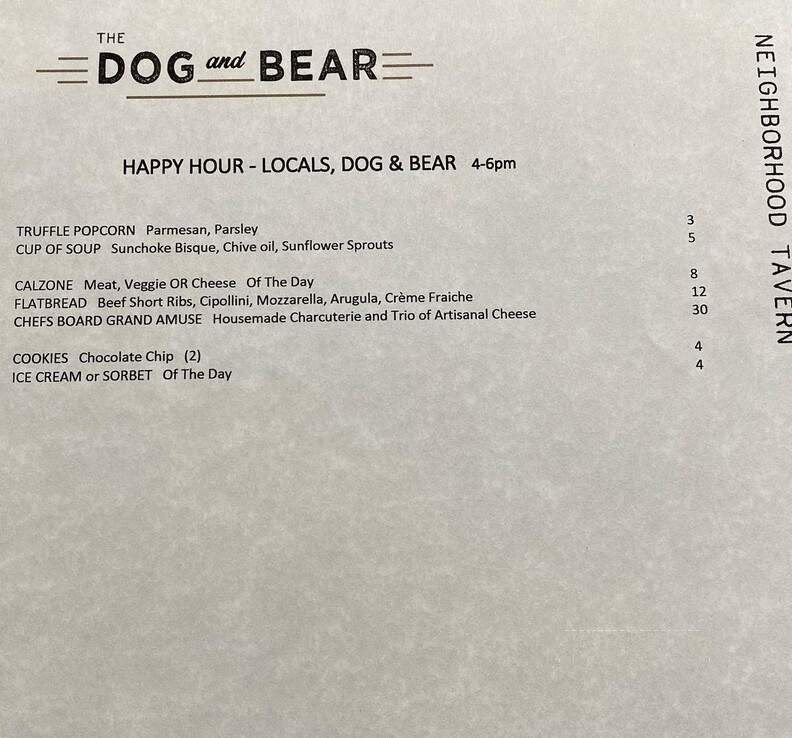 THE
DOG and BEAR
NEIGHBORHOOD TAVERN
HAPPY HOUR - LOCALS, DOG & BEAR 4-6pm
TRUFFLE POPCORN Parmesan, Parsley 3
CUP OF SOUP Sunchoke Bisque, Chive oil, Sunflower Sprouts 5
CALZONE Meat, Veggie OR Cheese Of The Day 8
FLATBREAD Beef Short Ribs, Cipollini, Mozzarella, Arugula, Crème Fraiche 12
CHEFS BOARD GRAND AMUSE Housemade Charcuterie and Trio of Artisanal Cheese 30
COOKIES Chocolate Chip (2) 4
ICE CREAM or SORBET Of The Day 4